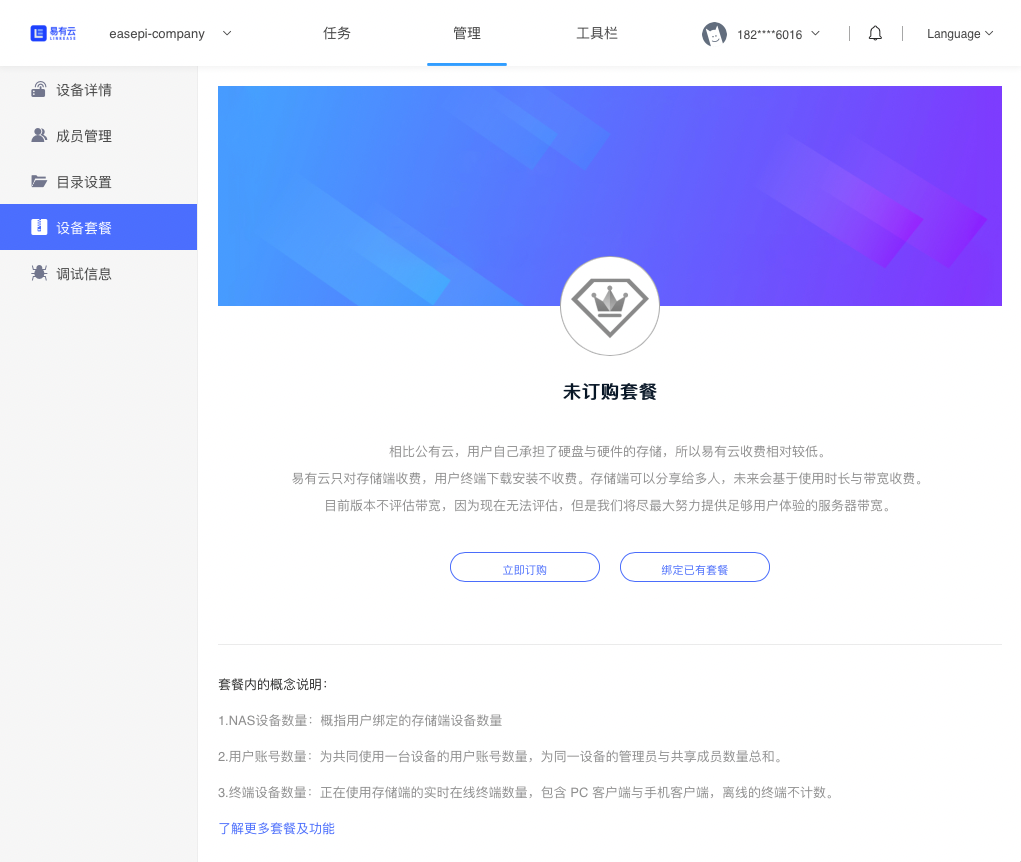 易有云
LINKEASE
easepi-company
任务
管理
工具栏
182****6016
Language
设备详情
成员管理
目录设置
设备套餐
调试信息
未订购套餐
相比公有云，用户自己承担了硬盘与硬件的存储，所以易有云收费相对较低。
易有云只对存储端收费，用户终端下载安装不收费。存储端可以分享给多人，未来会基于使用时长与带宽收费。
目前版本不评估带宽，因为现在无法评估，但是我们将尽最大努力提供足够用户体验的服务器带宽。
立即订购
绑定已有套餐
套餐内的概念说明：
1.NAS设备数量：概指用户绑定的存储端设备数量
2.用户账号数量：为共同使用一台设备的用户账号数量，为同一设备的管理员与共享成员数量总和。
3.终端设备数量：正在使用存储端的实时在线终端数量，包含 PC 客户端与手机客户端，离线的终端不计数。
了解更多套餐及功能